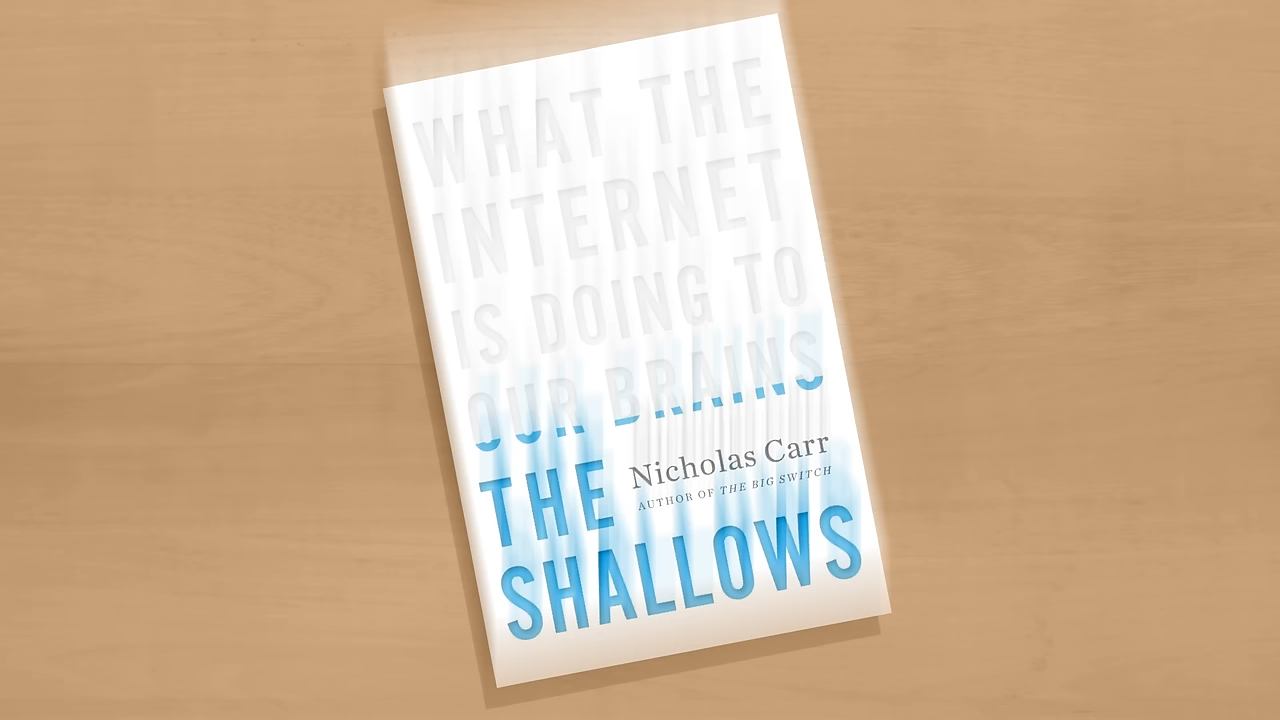 WHAT THE
INTERNET
IS DOING TO
OUR BRAINS
THE
Nicholas Carr
AUTHOR OF THE BIG SWITCH
SHALLOWS